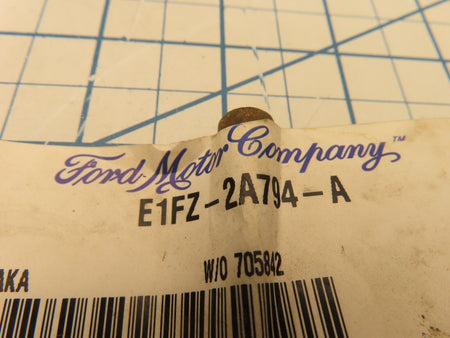 Ford Motor Company™
E1FZ-2A794-A
W/O 705842
AKA